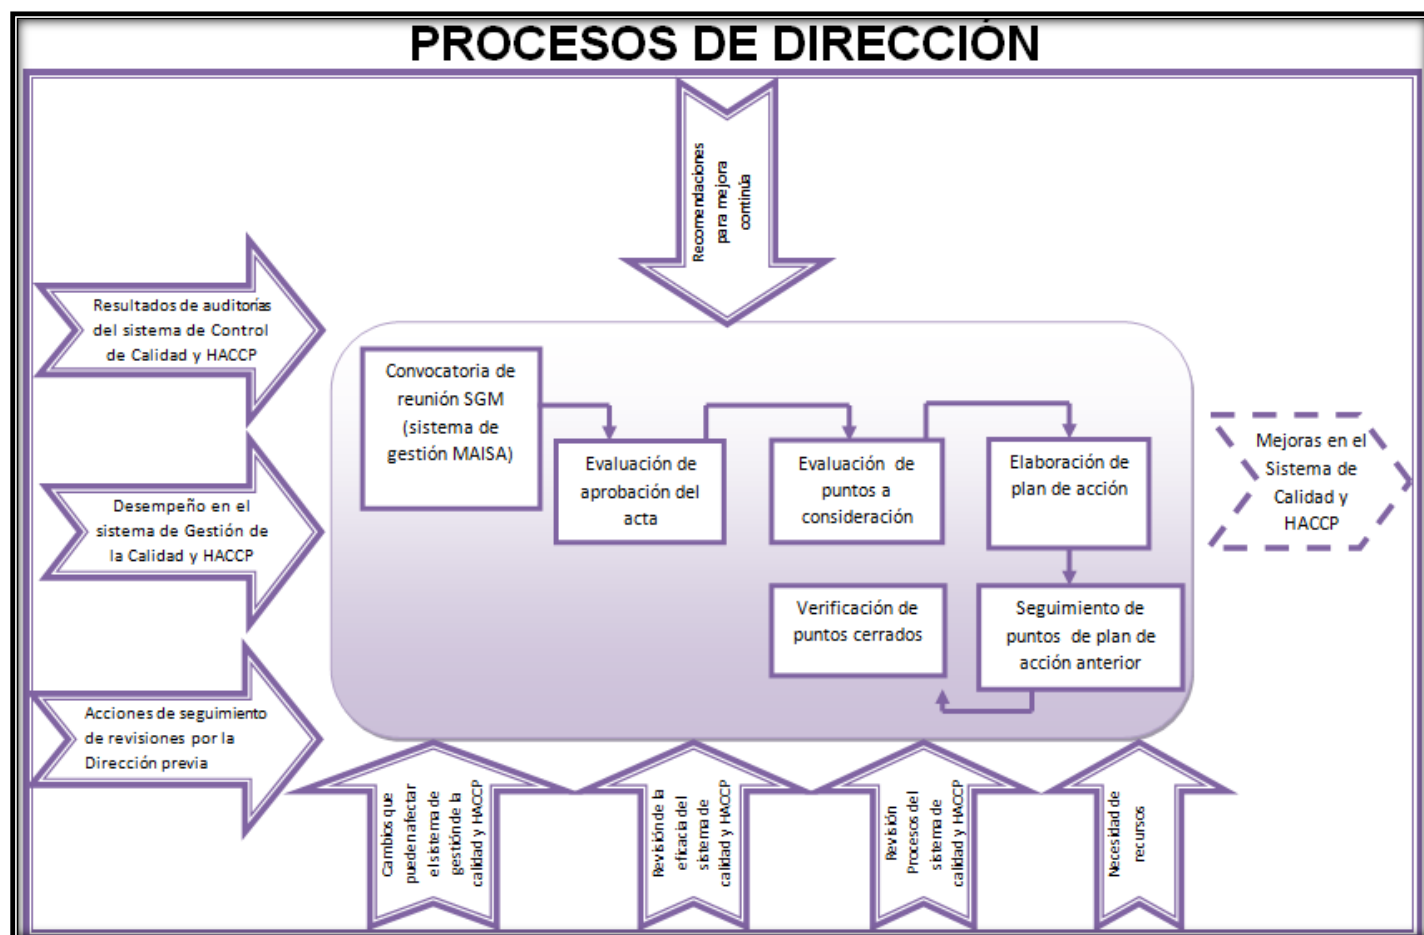 PROCESOS DE DIRECCIÓN
Recomendaciones
para mejora
continúa
Resultados de auditorías
del sistema de Control
de Calidad y HACCP
Desempeño en el
sistema de Gestión de
la Calidad y HACCP
Acciones de seguimiento
de revisiones por la
Dirección previa
Convocatoria de
reunión SGM
(sistema de
gestión MAISA)
Evaluación de
aprobación del
acta
Evaluación de
puntos a
consideración
Elaboración de
plan de acción
Seguimiento de
puntos de plan de
acción anterior
Verificación de
puntos cerrados
Mejoras en el
Sistema de
Calidad y
HACCP
Cambios que
pueden afectar
el sistema de
gestión de la
calidad y HACCP
Revisión de la
eficacia del
sistema de
calidad y HACCP
Revisión
Procesos del
sistema de
calidad y HACCP
Necesidad de
recursos